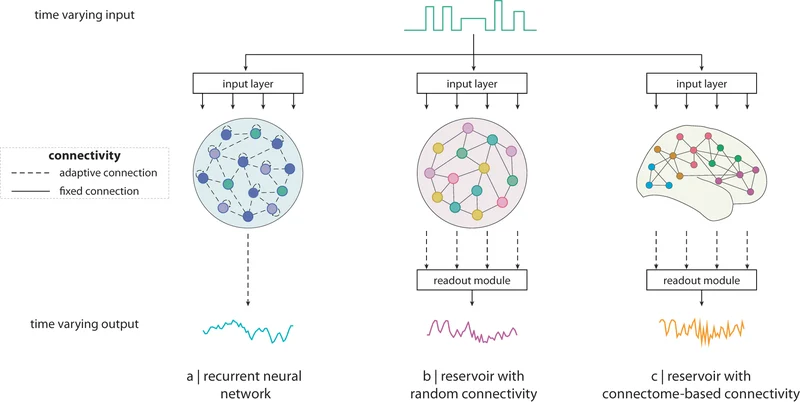 time varying input
input layer
input layer
input layer
connectivity
adaptive connection
fixed connection
readout module
readout module
time varying output
a | recurrent neural
network
b | reservoir with
random connectivity
c | reservoir with
connectome-based connectivity